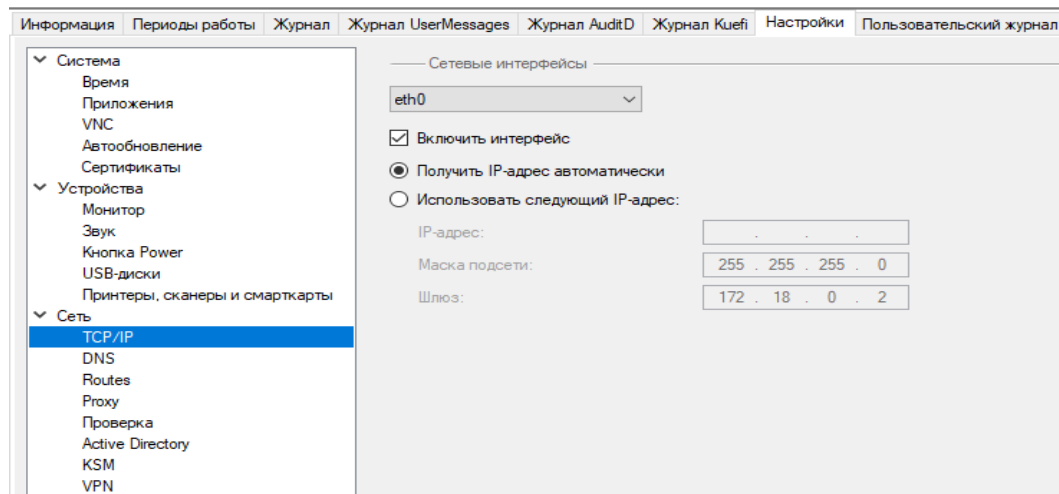 Информация Периоды работы Журнал Журнал UserMessages Журнал AuditD Журнал Kuefi Настройки Пользовательский журнал
Система
Время
Приложения
VNC
Автообновление
Сертификаты
Устройства
Монитор
Звук
Кнопка Power
USB-диски
Принтеры, сканеры и смарткарты
Сеть
TCP/IP
DNS
Routes
Proxy
Проверка
Active Directory
KSM
VPN
Сетевые интерфейсы
eth0
Включить интерфейс
Получить IP-адрес автоматически
Использовать следующий IP-адрес:
IP-адрес: . . .
Маска подсети: 255 . 255 . 255 . 0
Шлюз: 172 . 18 . 0 . 2